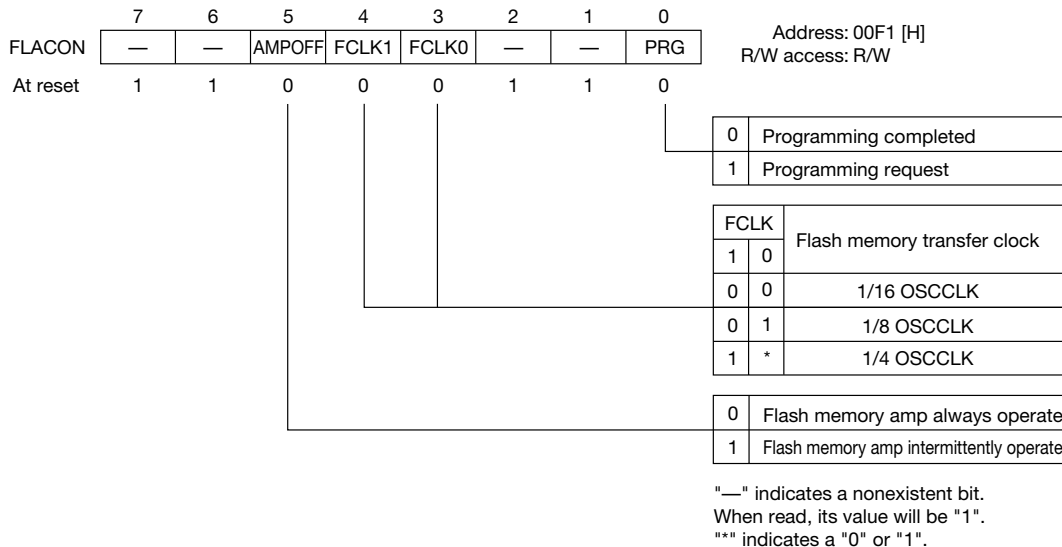 7 6 5 4 3 2 1 0
FLACON — — AMPOFF FCLK1 FCLK0 — — PRG
At reset 1 1 0 0 0 1 1 0
Address: 00F1 [H]
R/W access: R/W
0 Programming completed
1 Programming request
FCLK Flash memory transfer clock
1 0
0 0 1/16 OSCCLK
0 1 1/8 OSCCLK
1 * 1/4 OSCCLK
0 Flash memory amp always operate
1 Flash memory amp intermittently operate
"—" indicates a nonexistent bit.
When read, its value will be "1".
"*" indicates a "0" or "1".